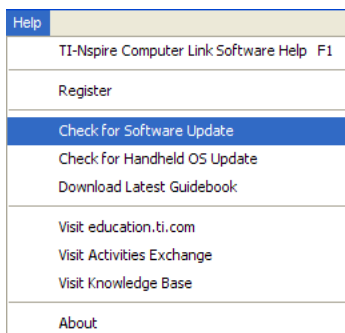 Help
TI-Nspire Computer Link Software Help F1
Register
Check for Software Update
Check for Handheld OS Update
Download Latest Guidebook
Visit education.ti.com
Visit Activities Exchange
Visit Knowledge Base
About